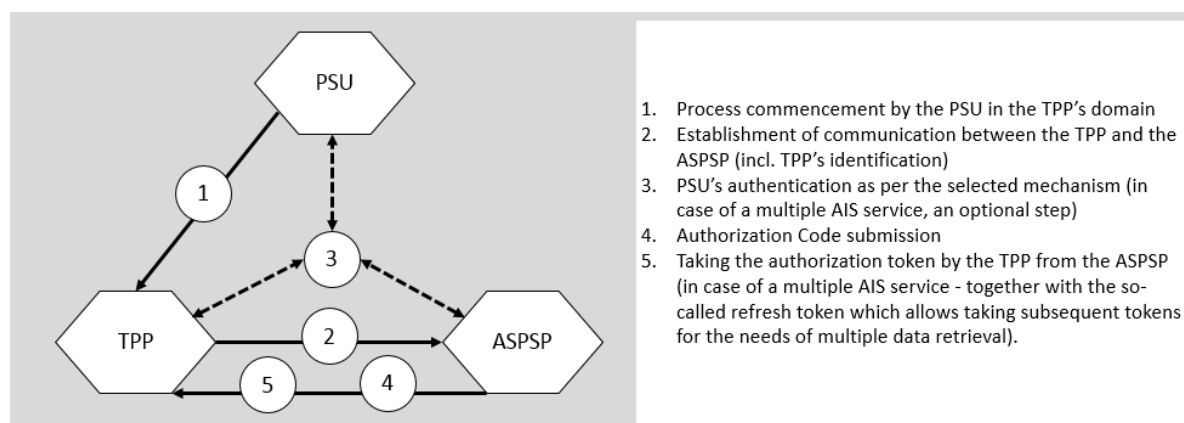 PSU
1
3
TPP
2
ASPSP
5
4
1. Process commencement by the PSU in the TPP’s domain
2. Establishment of communication between the TPP and the
ASPSP (incl. TPP’s identification)
3. PSU’s authentication as per the selected mechanism (in
case of a multiple AIS service, an optional step)
4. Authorization Code submission
5. Taking the authorization token by the TPP from the ASPSP
(in case of a multiple AIS service - together with the so-
called refresh token which allows taking subsequent tokens
for the needs of multiple data retrieval).